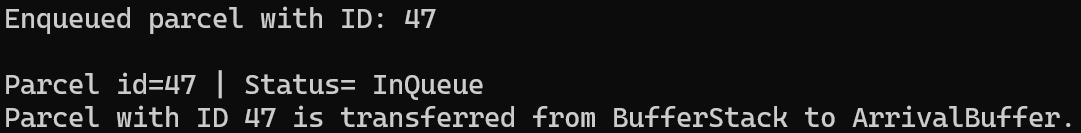 Enqueued parcel with ID: 47
Parcel id=47 | Status= InQueue
Parcel with ID 47 is transferred from BufferStack to ArrivalBuffer.